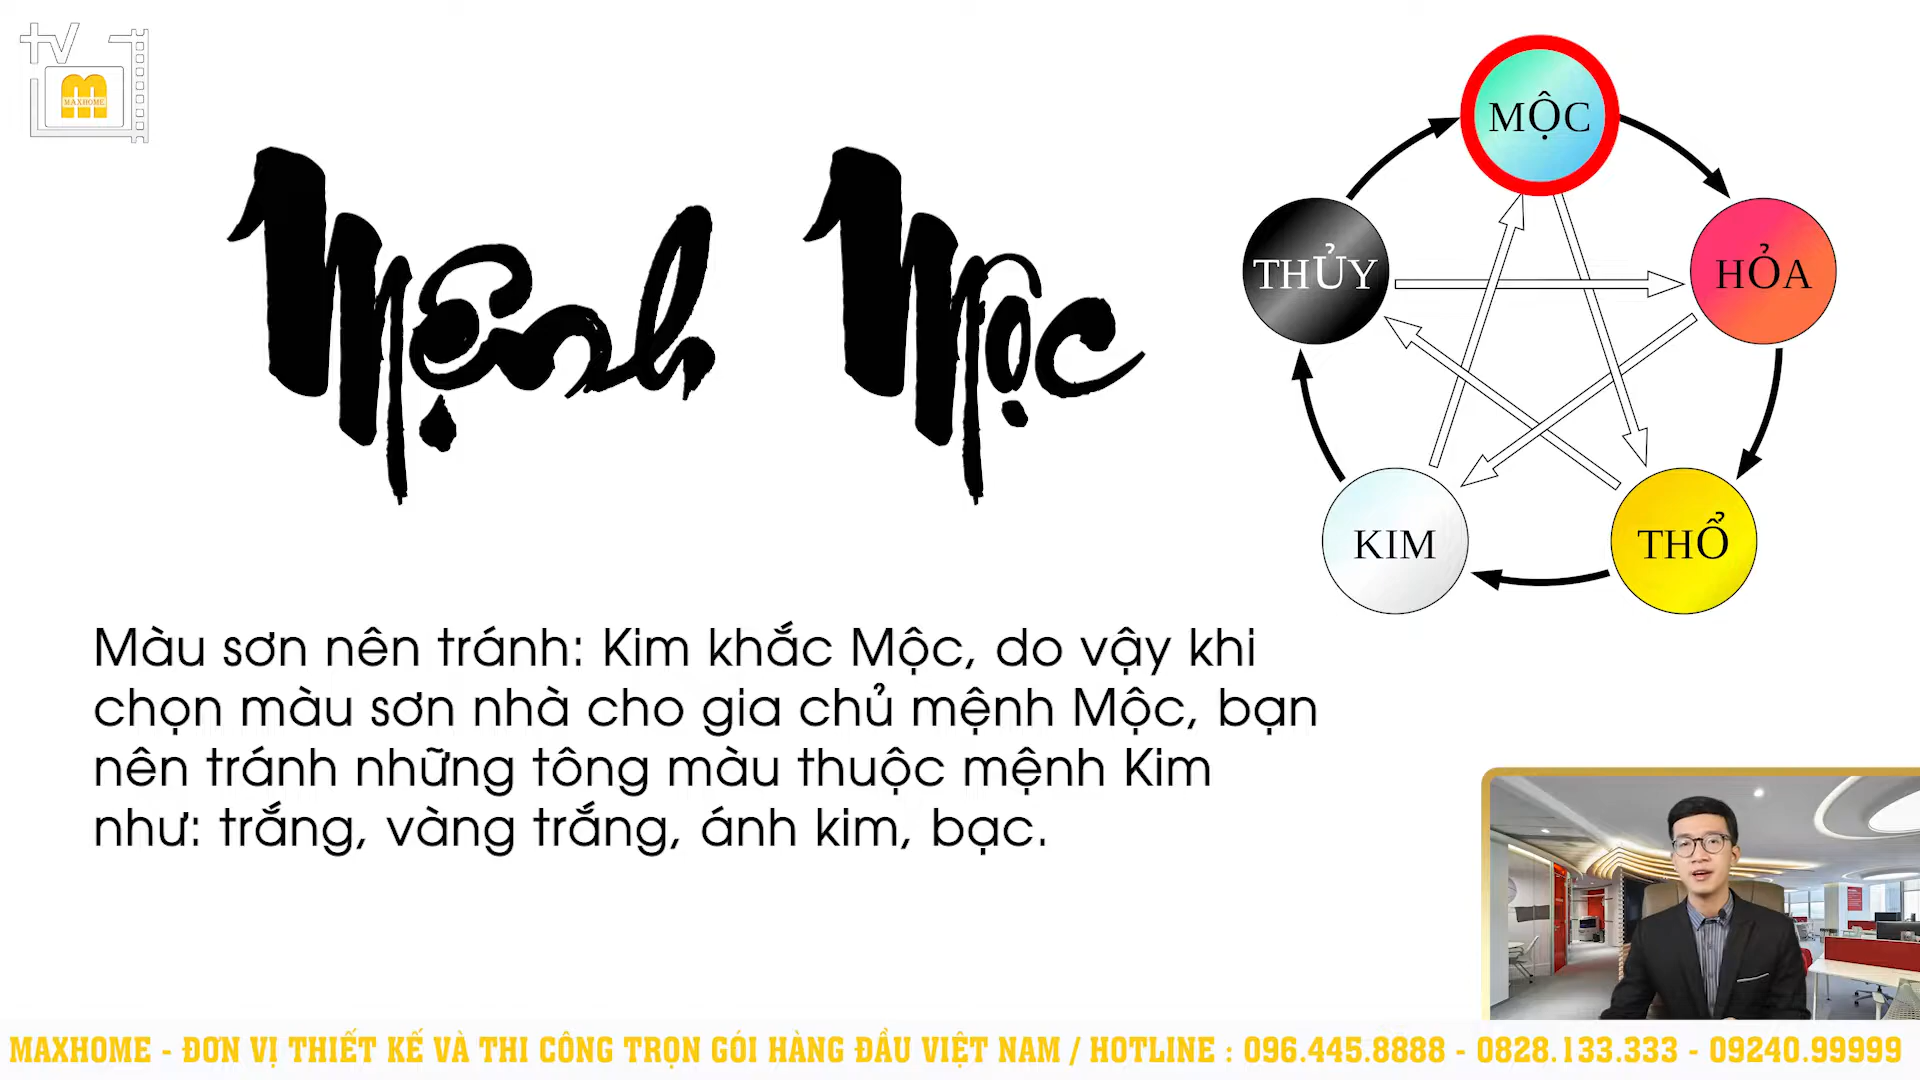 tv
MAXHOME
Mệnh Mộc
MỘC
THỦY
HỎA
KIM
THỔ
Màu sơn nên tránh: Kim khắc Mộc, do vậy khi
chọn màu sơn nhà cho gia chủ mệnh Mộc, bạn
nên tránh những tông màu thuộc mệnh Kim
như: trắng, vàng trắng, ánh kim, bạc.
MAXHOME - ĐƠN VỊ THIẾT KẾ VÀ THI CÔNG TRỌN GÓI HÀNG ĐẦU VIỆT NAM / HOTLINE : 096.445.8888 - 0828.133.333 - 09240.99999